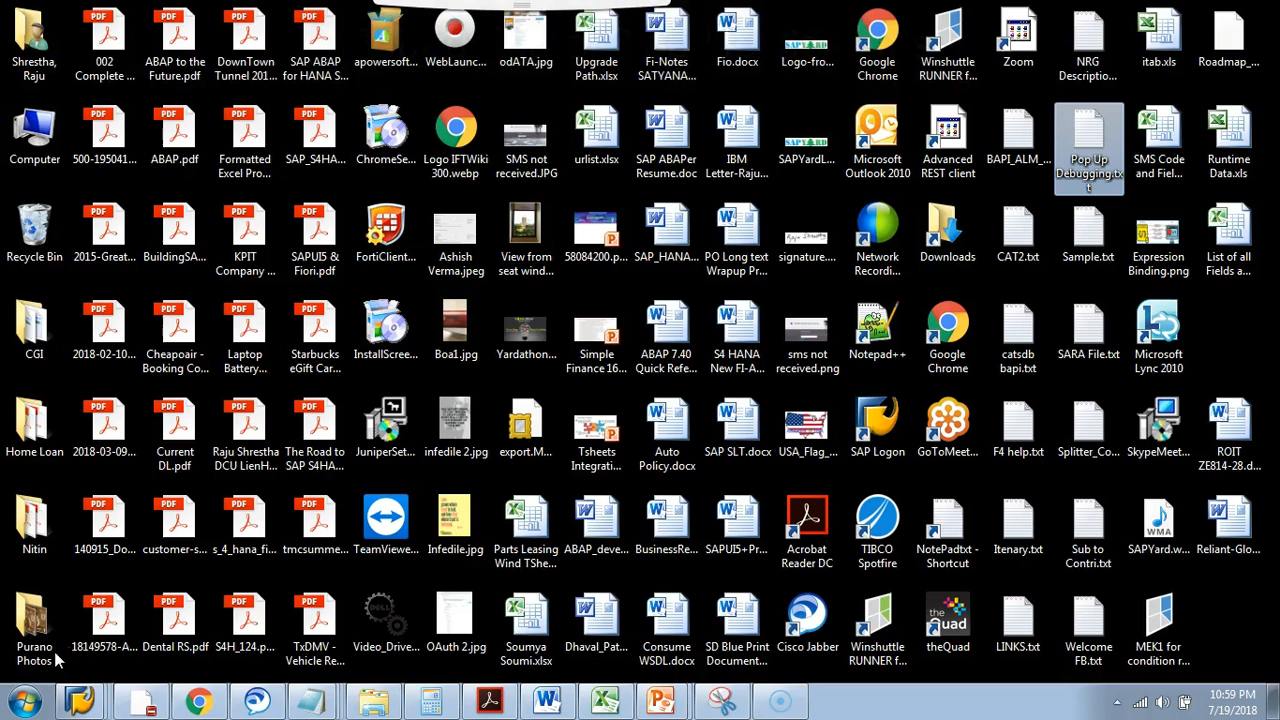 Shrestha,
Raju
002
Complete ...
ABAP to the
Future.pdf
DownTown
Tunnel 201...
SAP ABAP
for HANA S...
apowersoft...
WebLaunc...
odATA.jpg
Upgrade
Path.xlsx
Fi-Notes
SATYANA...
Fio.docx
Logo-fro...
Google
Chrome
Winshuttle
RUNNER f...
Zoom
NRG
Descriptio...
itab.xls
Roadmap_...
Computer
500-195041...
ABAP.pdf
Formatted
Excel Pro...
SAP_S4HA...
ChromeSe...
Logo IFTWiki
300.webp
SMS not
received.JPG
urlist.xlsx
SAP ABAPer
Resume.doc
IBM
Letter-Raju...
SAPYardL...
Microsoft
Outlook 2010
Advanced
REST client
BAPI_ALM_...
Pop Up
Debugging.tx
t
SMS Code
and Fiel...
Runtime
Data.xls
Recycle Bin
2015-Great...
BuildingSA...
KPIT
Company ...
SAPUI5 &
Fiori.pdf
FortiClient...
Ashish
Verma.jpeg
View from
seat wind...
58084200.p...
SAP_HANA...
PO Long text
Wrapup Pr...
signature....
Network
Recordi...
Downloads
CAT2.txt
Sample.txt
Expression
Binding.png
List of all
Fields a...
CGI
2018-02-10...
Cheapoair -
Booking Co...
Laptop
Battery...
Starbucks
eGift Car...
InstallScree...
Boa1.jpg
Yardathon...
Simple
Finance 16...
ABAP 7.40
Quick Refe...
S4 HANA
New FI-A...
sms not
received.png
Notepad++
Google
Chrome
catsdb
bapi.txt
SARA File.txt
Microsoft
Lync 2010
Home Loan
2018-03-09...
Current
DL.pdf
Raju Shrestha
DCU LienH...
The Road to
SAP S4HA...
JuniperSet...
infedile 2.jpg
export.M...
Tsheets
Integrati...
Auto
Policy.docx
SAP SLT.docx
USA_Flag_...
SAP Logon
GoToMeet...
F4 help.txt
Splitter_Co...
SkypeMeet...
ROIT
ZE814-28.d...
Nitin
140915_Do...
customer-s...
s_4_hana_fi...
tmcsumme...
TeamViewe...
Infedile.jpg
Parts Leasing
Wind TShe...
ABAP_deve...
BusinessRe...
SAPUI5+Pr...
Acrobat
Reader DC
TIBCO
Spotfire
NotePadtxt -
Shortcut
Itenary.txt
Sub to
Contri.txt
SAPYard.w...
Reliant-Glo...
Purano
Photos
18149578-A...
Dental RS.pdf
S4H_124.p...
TxDMV -
Vehicle Re...
Video_Drive...
OAuth 2.jpg
Soumya
Soumi.xlsx
Dhaval_Pat...
Consume
WSDL.docx
SD Blue Print
Document...
Cisco Jabber
Winshuttle
RUNNER f...
the
Quad
theQuad
LINKS.txt
Welcome
FB.txt
MEK1 for
condition r...
10:59 PM
7/19/2018